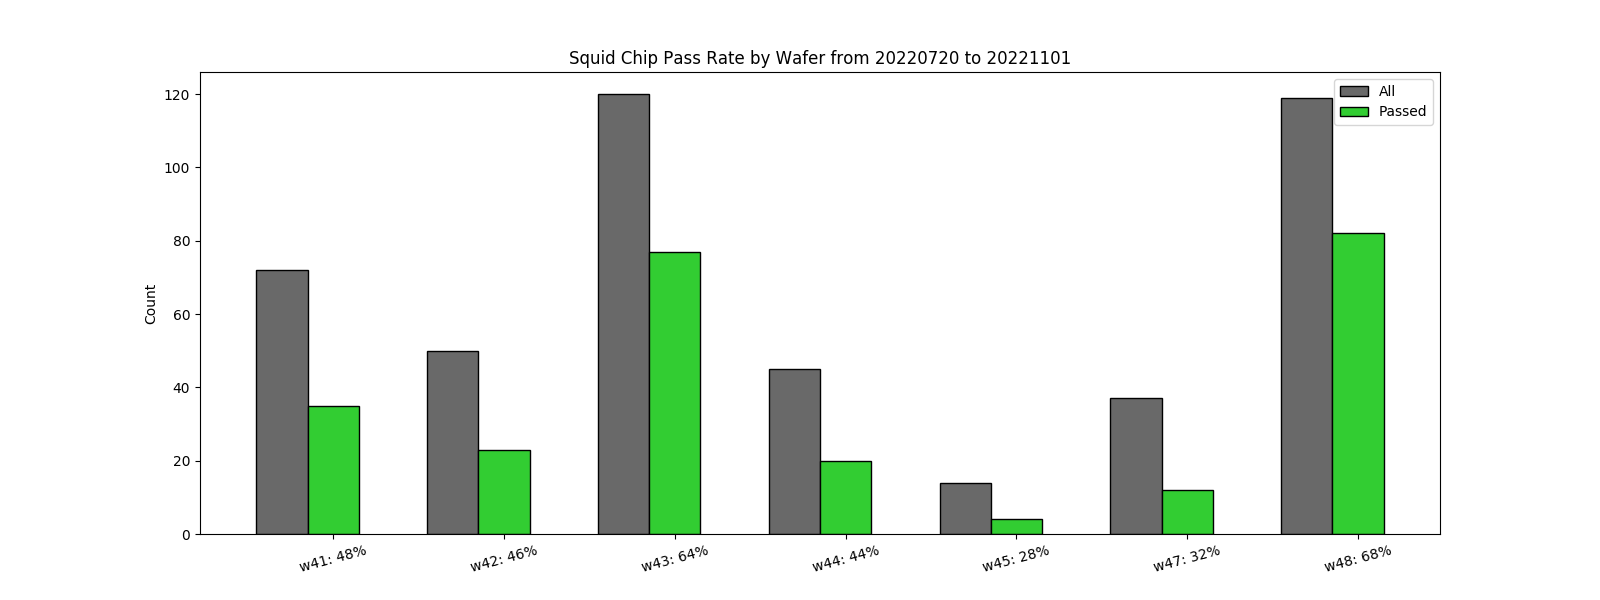 Squid Chip Pass Rate by Wafer from 20220720 to 20221101
All
Passed
120
100
80
60
40
20
0
Count
w41: 48%
w42: 46%
w43: 64%
w44: 44%
w45: 28%
w47: 32%
w48: 68%